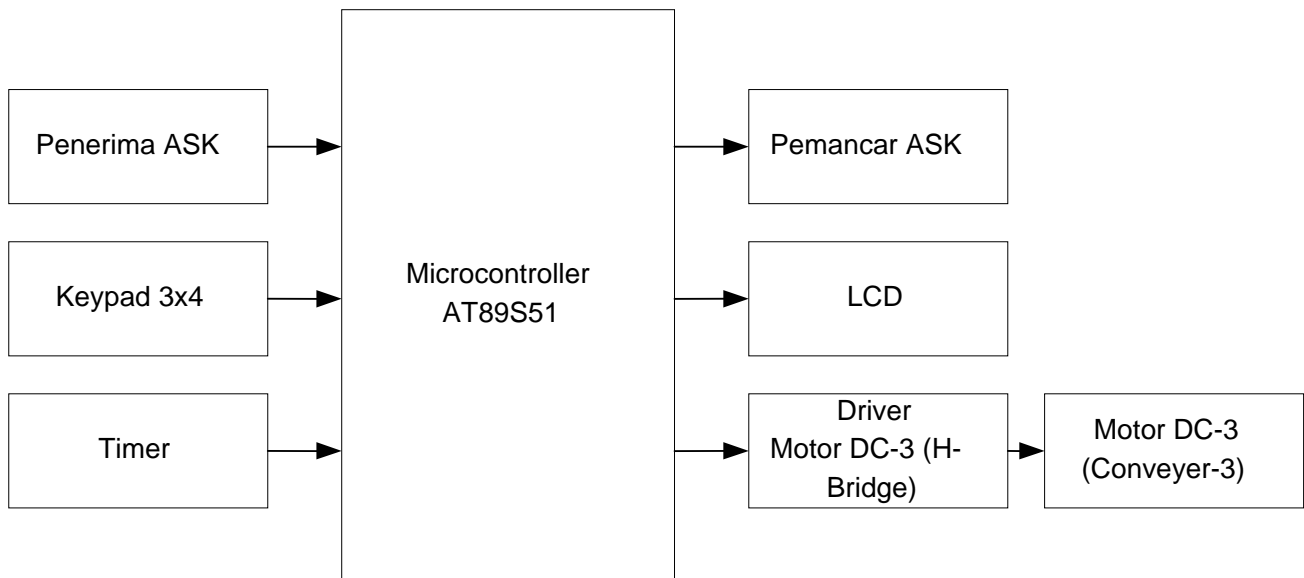 Penerima ASK
Keypad 3x4
Timer
Microcontroller
AT89S51
Pemancar ASK
LCD
Driver
Motor DC-3 (H-
Bridge)
Motor DC-3
(Conveyer-3)